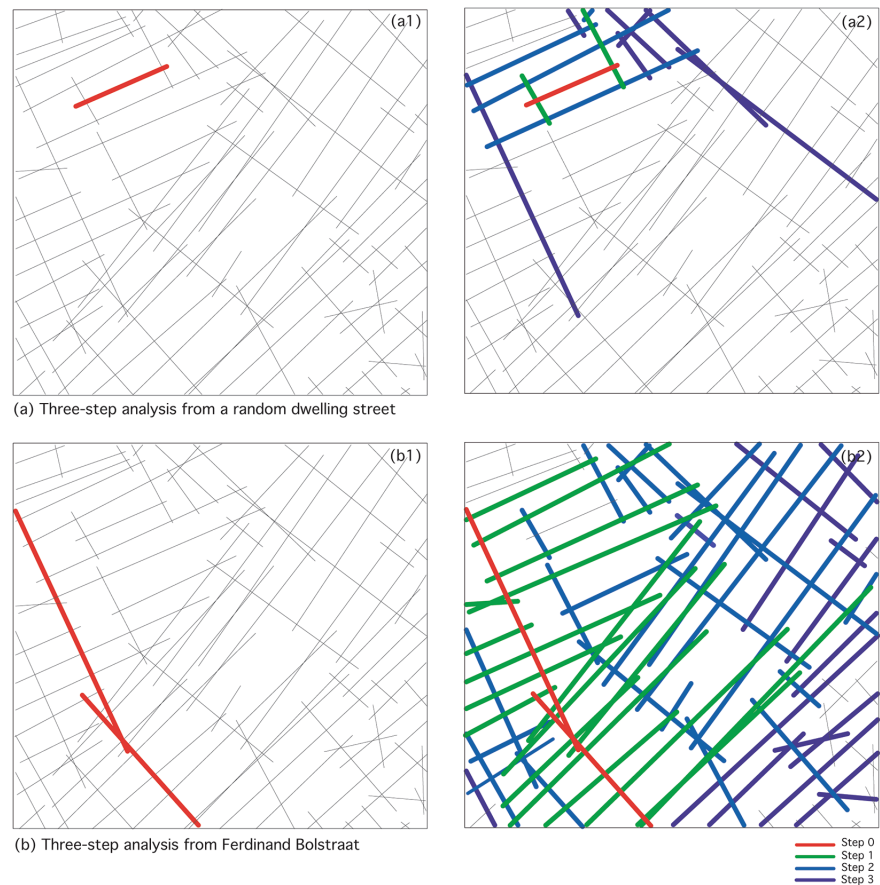 (a1)
(a2)
(a) Three-step analysis from a random dwelling street
(b1)
(b2)
(b) Three-step analysis from Ferdinand Bolstraat
Step 0
Step 1
Step 2
Step 3